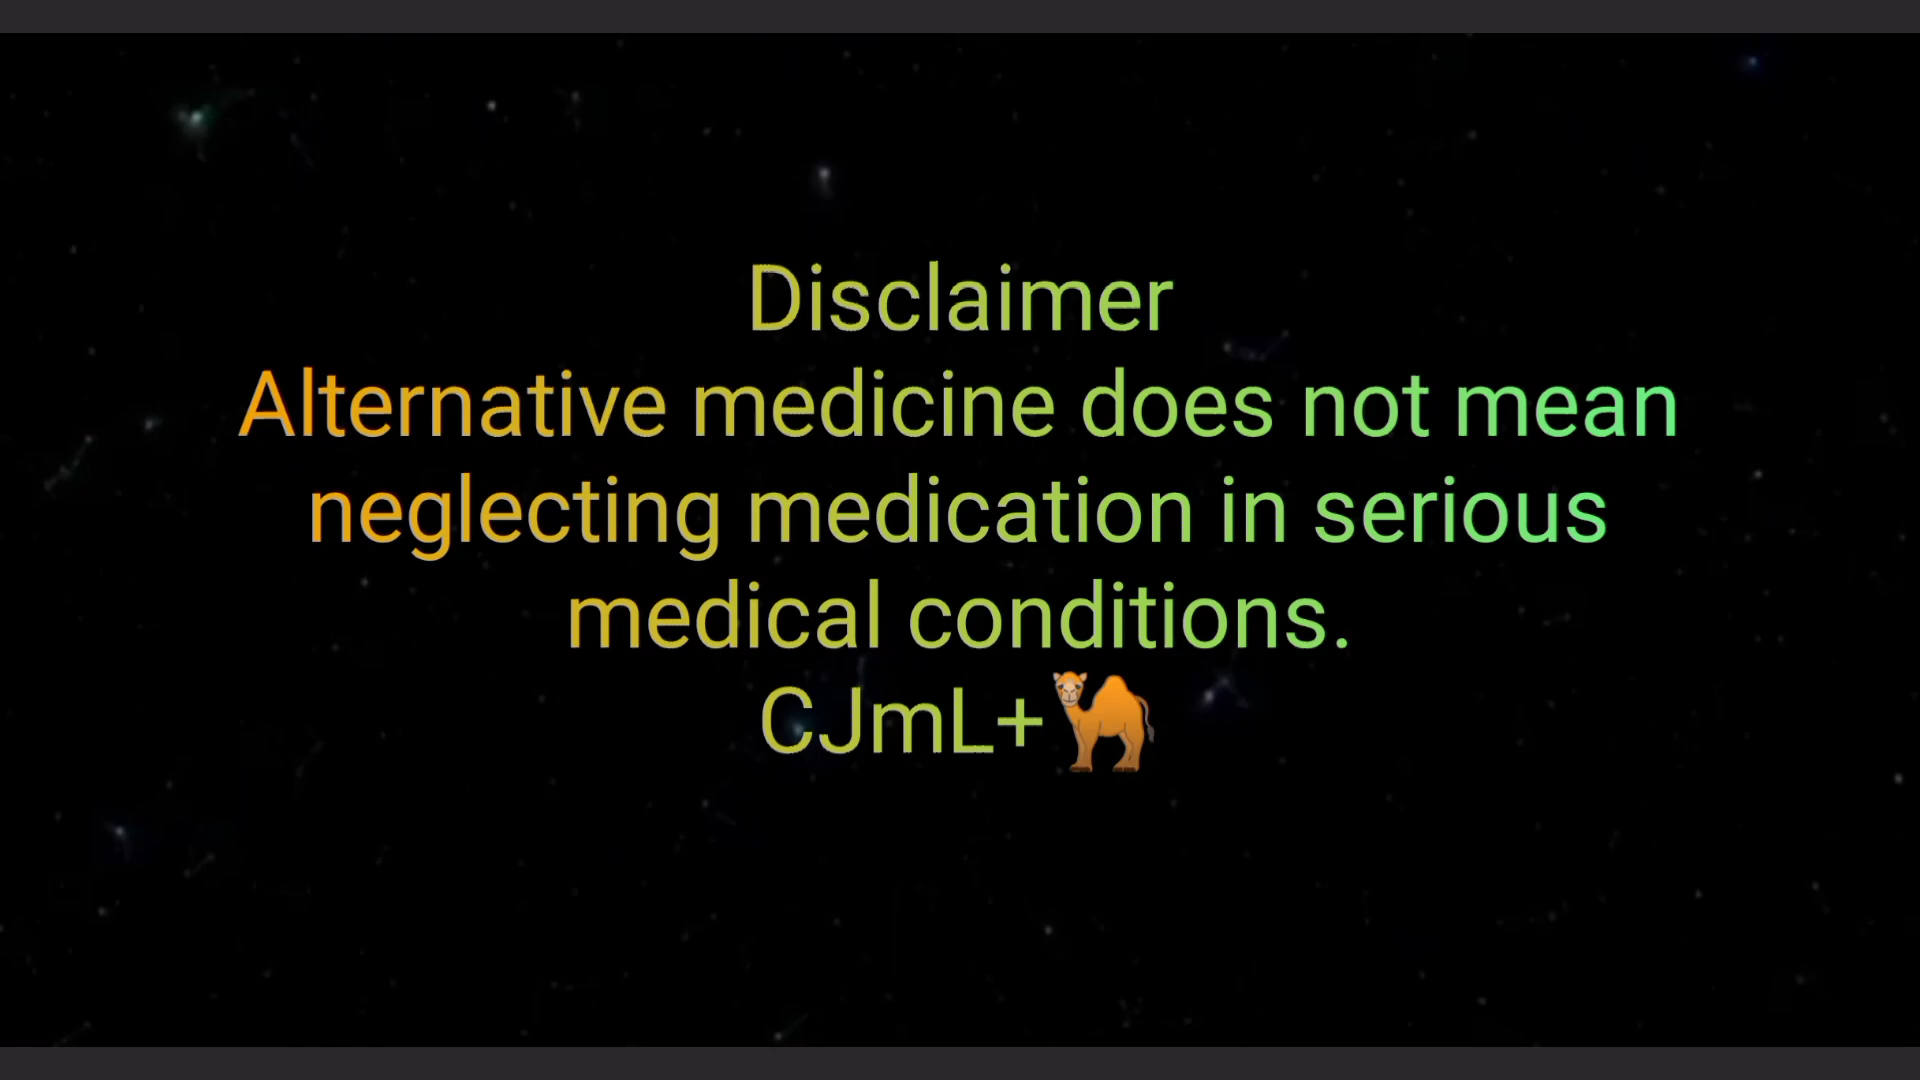 Disclaimer
Alternative medicine does not mean
neglecting medication in serious
medical conditions.
CJmL+🐪